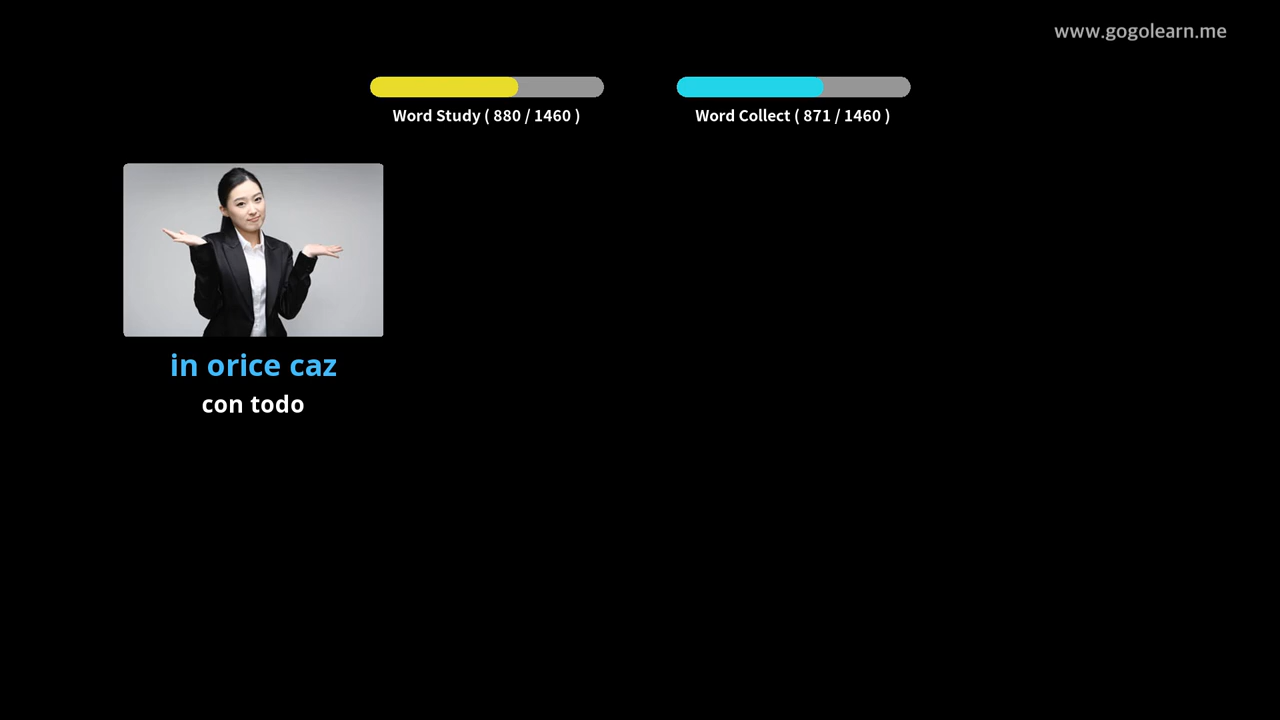 www.gogolearn.me
Word Study ( 880 / 1460 )
Word Collect ( 871 / 1460 )
in orice caz
con todo